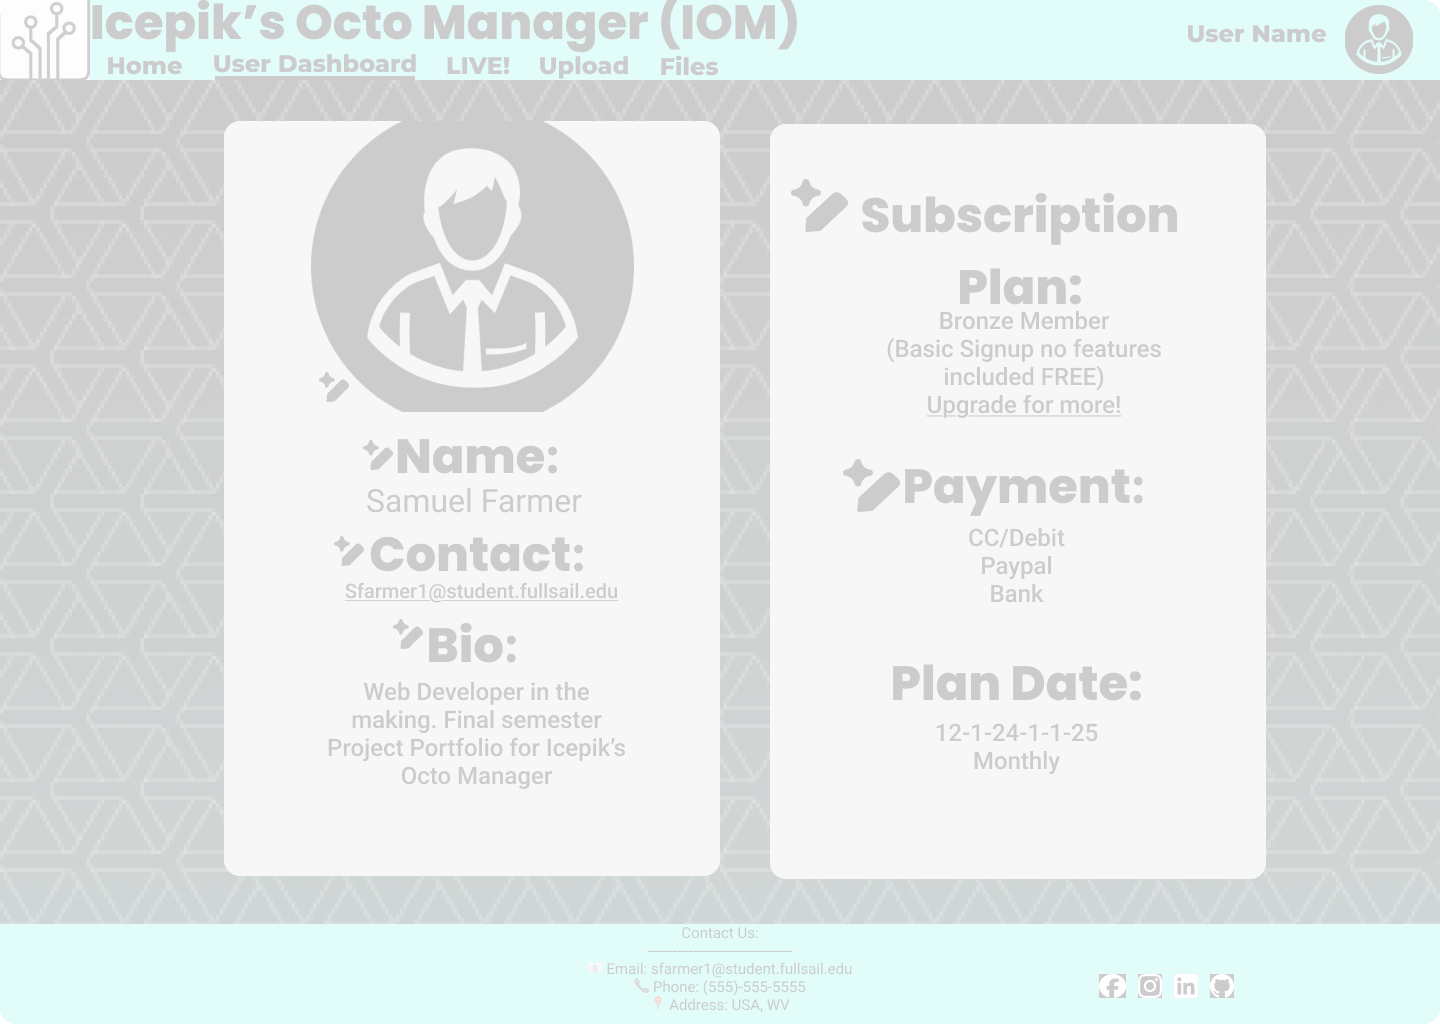 Icepik’s Octo Manager (IOM)
User Name
Home User Dashboard LIVE! Upload Files
Name:
Samuel Farmer
Contact:
Sfarmer1@student.fullsail.edu
Bio:
Web Developer in the
making. Final semester
Project Portfolio for Icepik’s
Octo Manager
Subscription
Plan:
Bronze Member
(Basic Signup no features
included FREE)
Upgrade for more!
Payment:
CC/Debit
Paypal
Bank
Plan Date:
12-1-24-1-1-25
Monthly
Contact Us:
------------------------------------
Email: sfarmer1@student.fullsail.edu
Phone: (555)-555-5555
Address: USA, WV